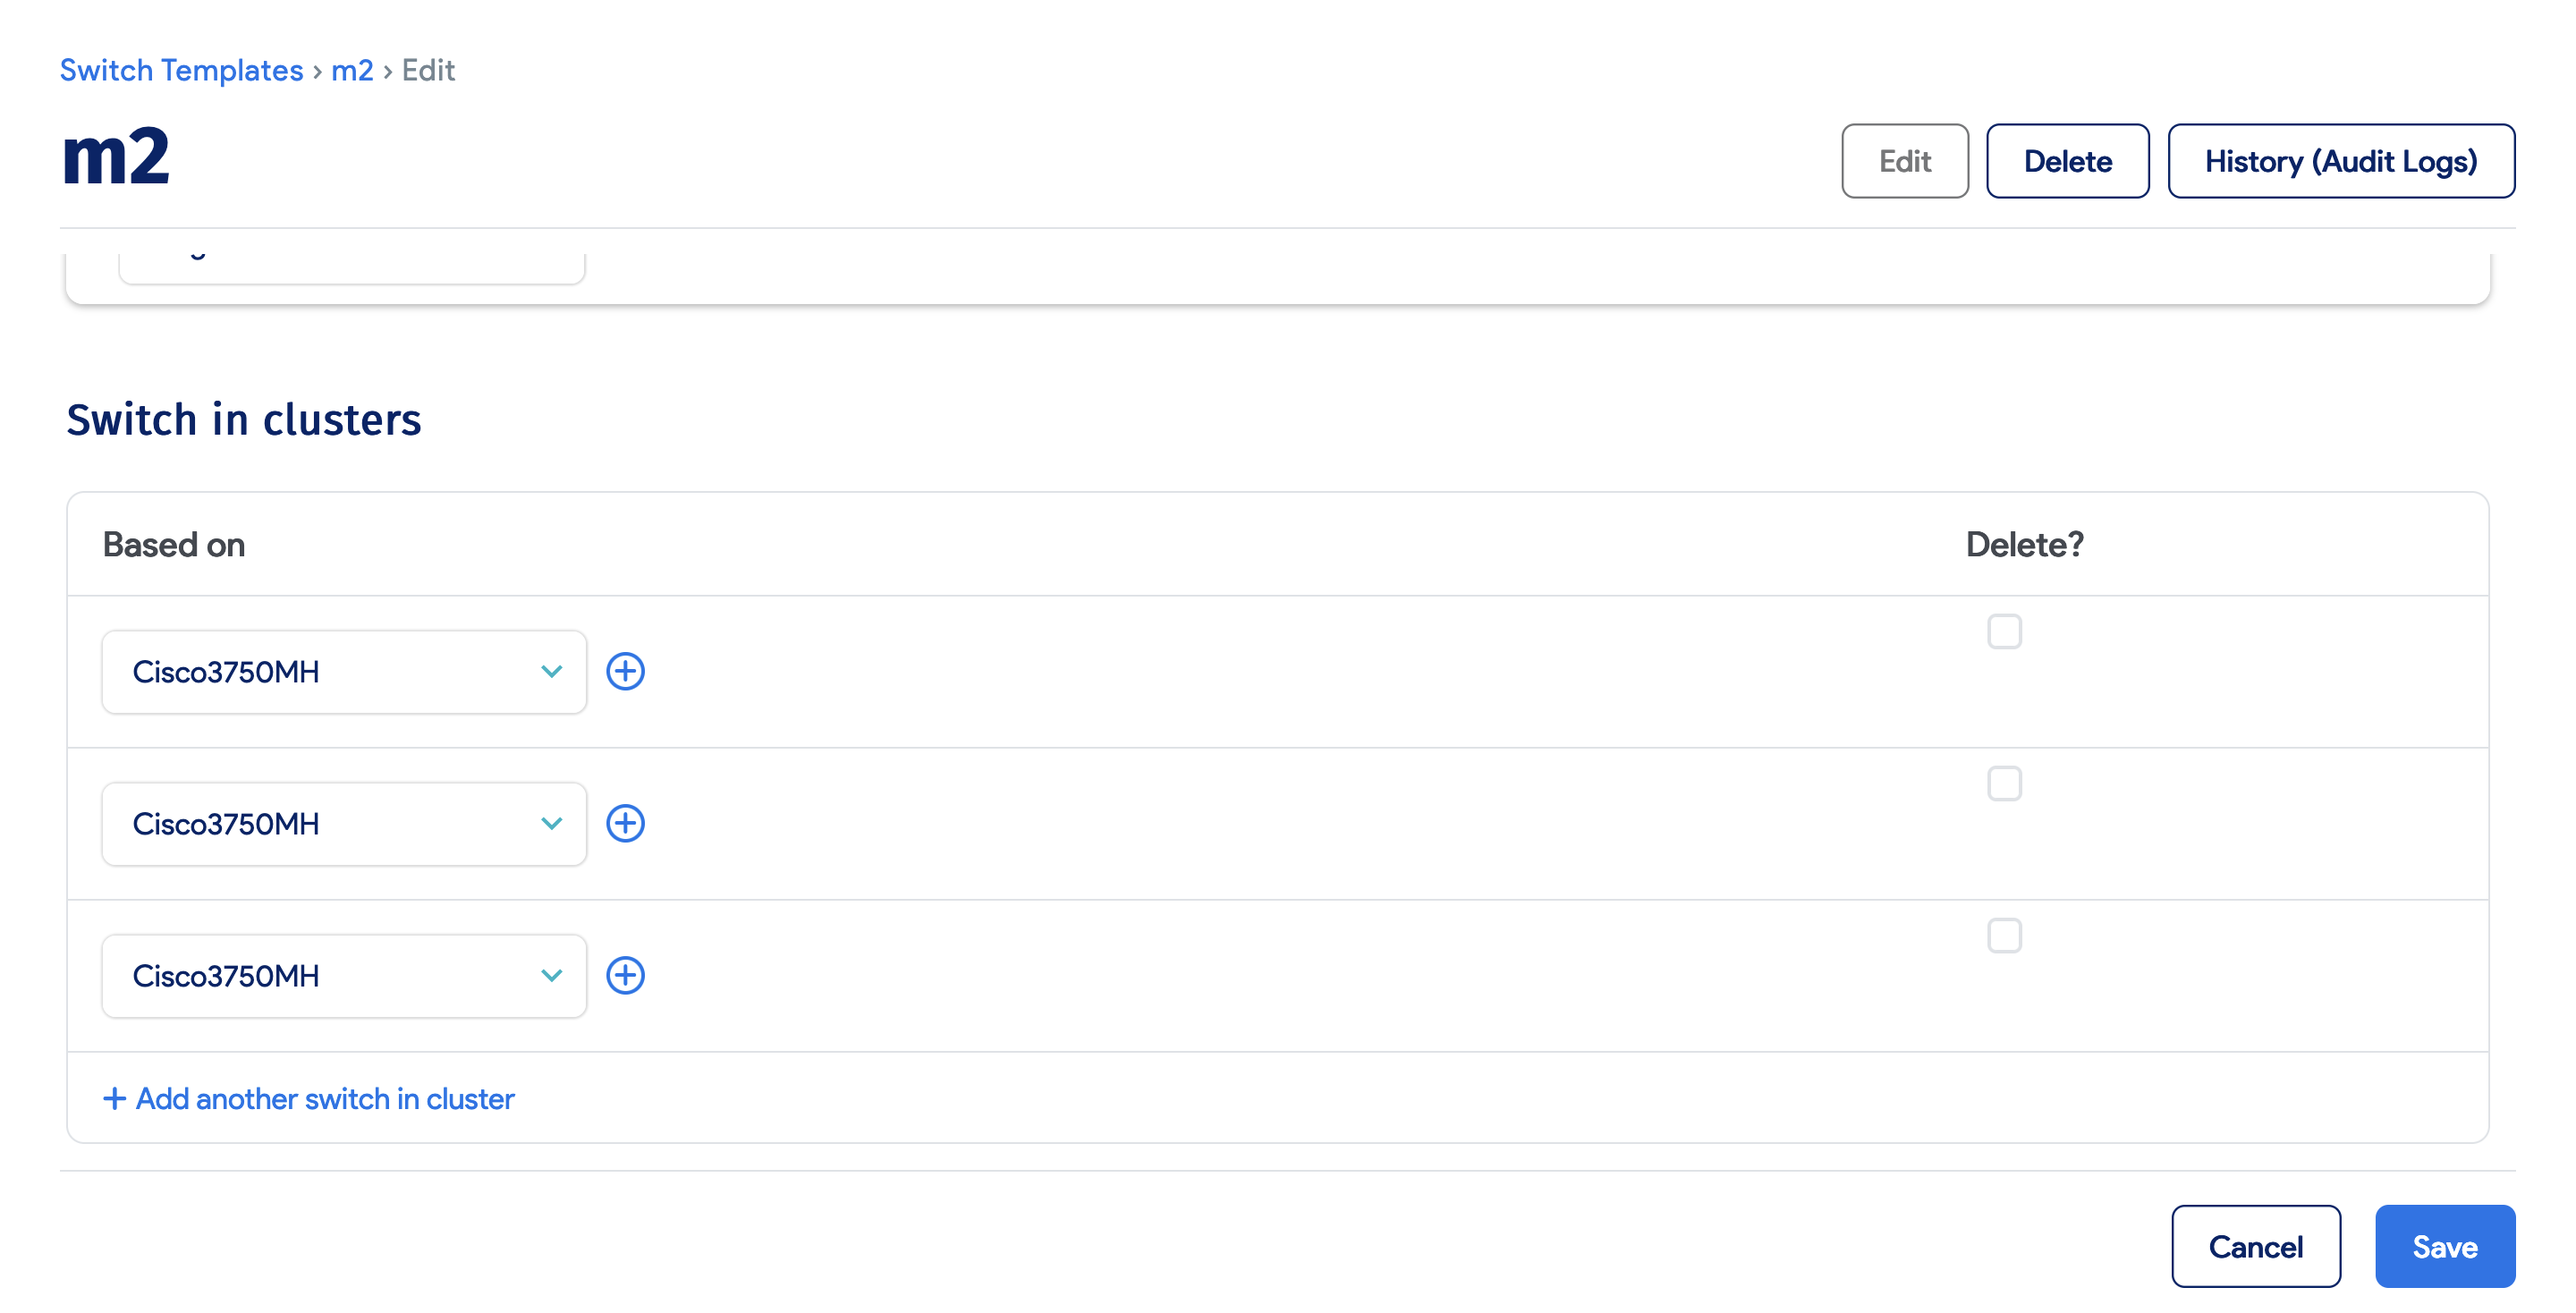 Switch Templates › m2 › Edit
m2
Edit
Delete
History (Audit Logs)
Switch in clusters
Based on
Delete?
Cisco3750MH
Cisco3750MH
Cisco3750MH
+ Add another switch in cluster
Cancel
Save